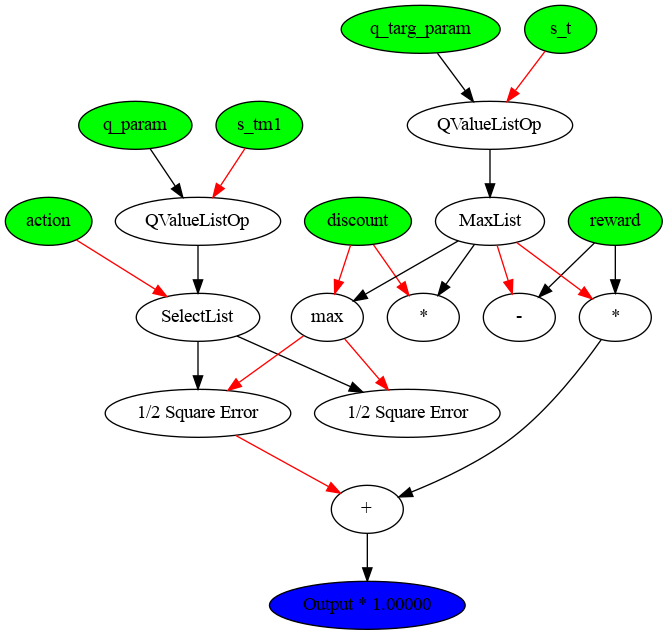 q_targ_param
s_t
q_param
s_tm1
QValueListOp
action
QValueListOp
discount
MaxList
reward
SelectList
max
*
-
*
1/2 Square Error
1/2 Square Error
+
Output * 1.00000